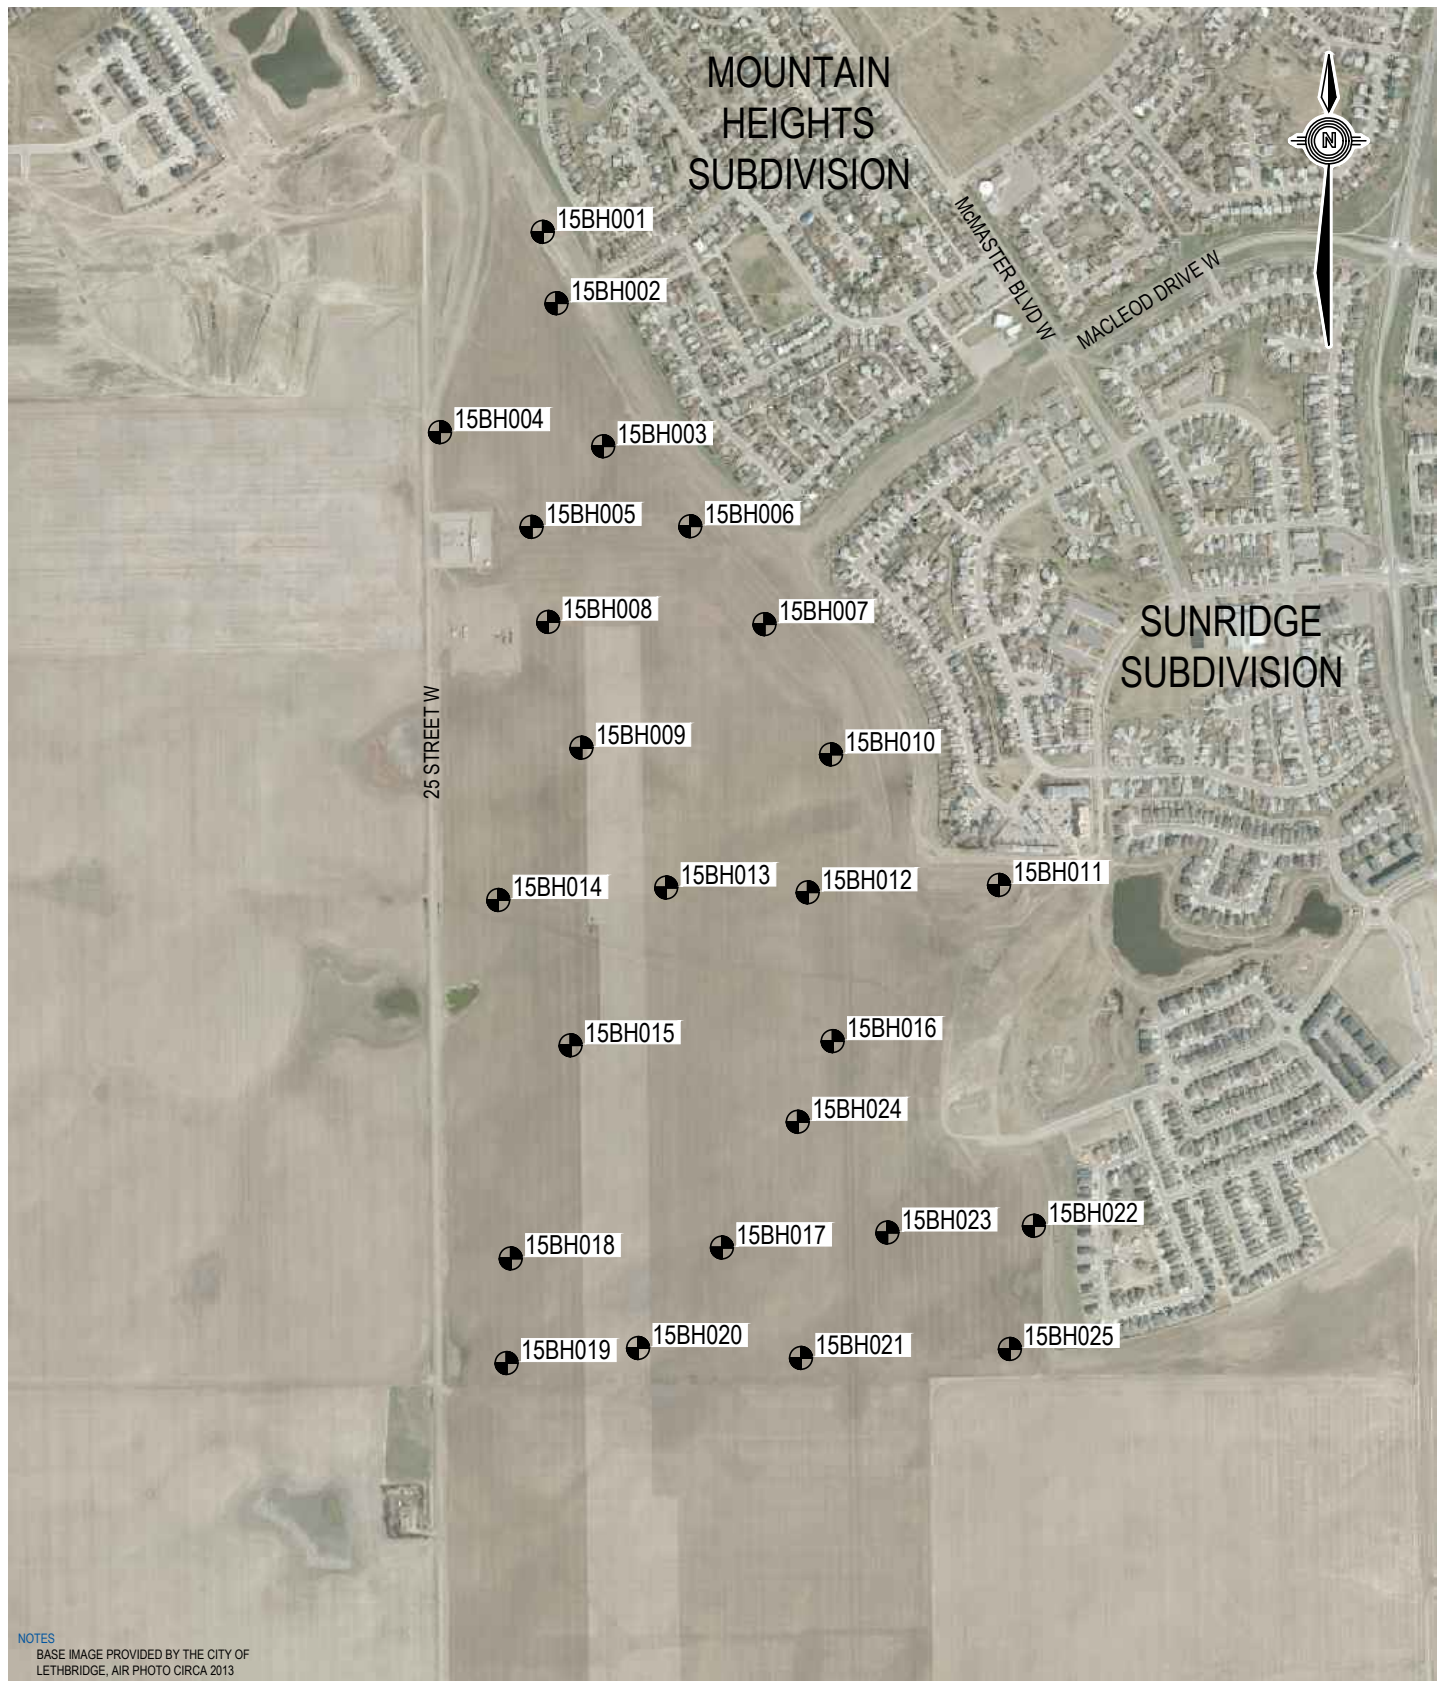 MOUNTAIN
HEIGHTS
SUBDIVISION
N
15BH001
McMASTER BLVD W
MACLEOD DRIVE W
15BH002
15BH004
15BH003
15BH005
15BH006
15BH008
15BH007
SUNRIDGE
SUBDIVISION
25 STREET W
15BH009
15BH010
15BH014
15BH013
15BH012
15BH011
15BH015
15BH016
15BH024
15BH018
15BH017
15BH023
15BH022
15BH019
15BH020
15BH021
15BH025
NOTES
BASE IMAGE PROVIDED BY THE CITY OF
LETHBRIDGE, AIR PHOTO CIRCA 2013